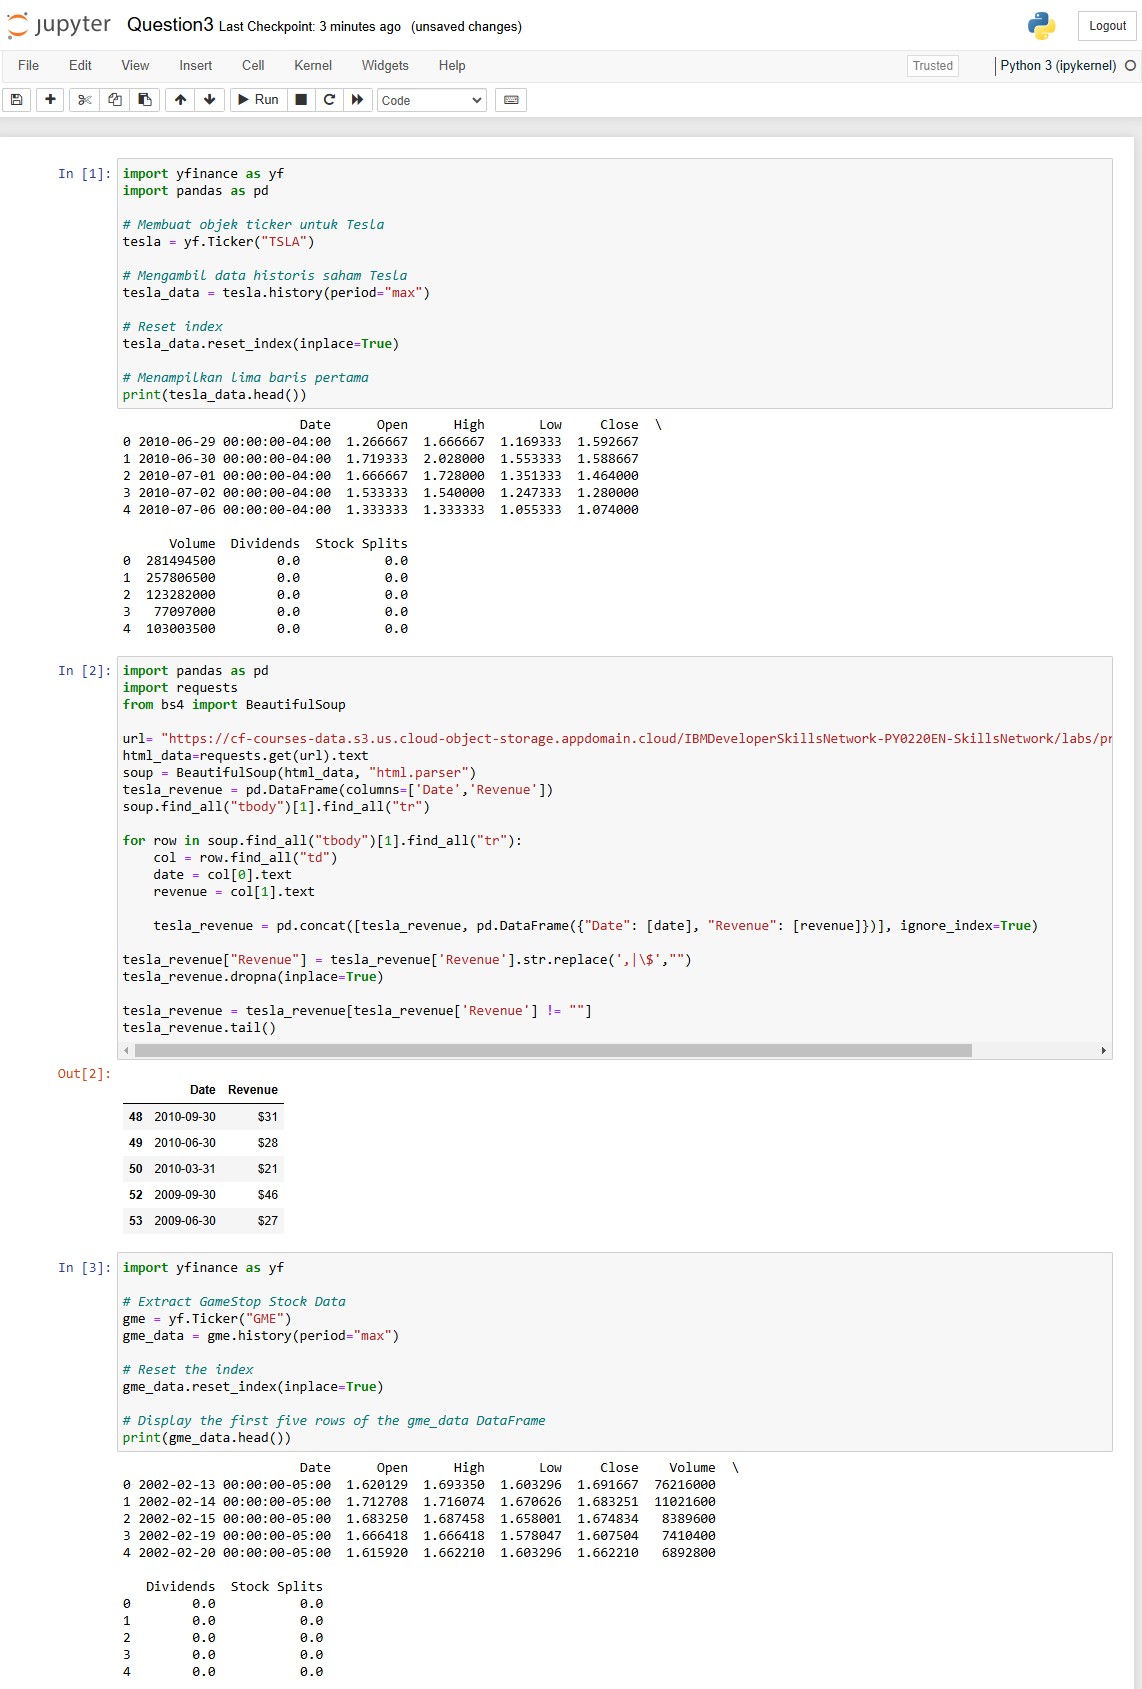 jupyter Question3 Last Checkpoint: 3 minutes ago (unsaved changes)
Logout
File Edit View Insert Cell Kernel Widgets Help
Trusted
Python 3 (ipykernel)
Run
Code
In [1]:
import yfinance as yf
import pandas as pd
# Membuat objek ticker untuk Tesla
tesla = yf.Ticker("TSLA")
# Mengambil data historis saham Tesla
tesla_data = tesla.history(period="max")
# Reset index
tesla_data.reset_index(inplace=True)
# Menampilkan lima baris pertama
print(tesla_data.head())
Date Open High Low Close \
0 2010-06-29 00:00:00-04:00 1.266667 1.666667 1.169333 1.592667
1 2010-06-30 00:00:00-04:00 1.719333 2.028000 1.553333 1.588667
2 2010-07-01 00:00:00-04:00 1.666667 1.728000 1.351333 1.464000
3 2010-07-02 00:00:00-04:00 1.533333 1.540000 1.247333 1.280000
4 2010-07-06 00:00:00-04:00 1.333333 1.333333 1.055333 1.074000
Volume Dividends Stock Splits
0 281494500 0.0 0.0
1 257806500 0.0 0.0
2 123282000 0.0 0.0
3 77097000 0.0 0.0
4 103003500 0.0 0.0
In [2]:
import pandas as pd
import requests
from bs4 import BeautifulSoup
url= "https://cf-courses-data.s3.us.cloud-object-storage.appdomain.cloud/IBMDeveloperSkillsNetwork-PY0220EN-SkillsNetwork/labs/pr
html_data=requests.get(url).text
soup = BeautifulSoup(html_data, "html.parser")
tesla_revenue = pd.DataFrame(columns=['Date','Revenue'])
soup.find_all("tbody")[1].find_all("tr")
for row in soup.find_all("tbody")[1].find_all("tr"):
    col = row.find_all("td")
    date = col[0].text
    revenue = col[1].text
    tesla_revenue = pd.concat([tesla_revenue, pd.DataFrame({"Date": [date], "Revenue": [revenue]})], ignore_index=True)
tesla_revenue["Revenue"] = tesla_revenue['Revenue'].str.replace(',|\$',"")
tesla_revenue.dropna(inplace=True)
tesla_revenue = tesla_revenue[tesla_revenue['Revenue'] != ""]
tesla_revenue.tail()
Out[2]:
Date Revenue
48 2010-09-30 $31
49 2010-06-30 $28
50 2010-03-31 $21
52 2009-09-30 $46
53 2009-06-30 $27
In [3]:
import yfinance as yf
# Extract GameStop Stock Data
gme = yf.Ticker("GME")
gme_data = gme.history(period="max")
# Reset the index
gme_data.reset_index(inplace=True)
# Display the first five rows of the gme_data DataFrame
print(gme_data.head())
Date Open High Low Close Volume \
0 2002-02-13 00:00:00-05:00 1.620129 1.693350 1.603296 1.691667 76216000
1 2002-02-14 00:00:00-05:00 1.712708 1.716074 1.670626 1.683251 11021600
2 2002-02-15 00:00:00-05:00 1.683250 1.687458 1.658001 1.674834 8389600
3 2002-02-19 00:00:00-05:00 1.666418 1.666418 1.578047 1.607504 7410400
4 2002-02-20 00:00:00-05:00 1.615920 1.662210 1.603296 1.662210 6892800
Dividends Stock Splits
0 0.0 0.0
1 0.0 0.0
2 0.0 0.0
3 0.0 0.0
4 0.0 0.0